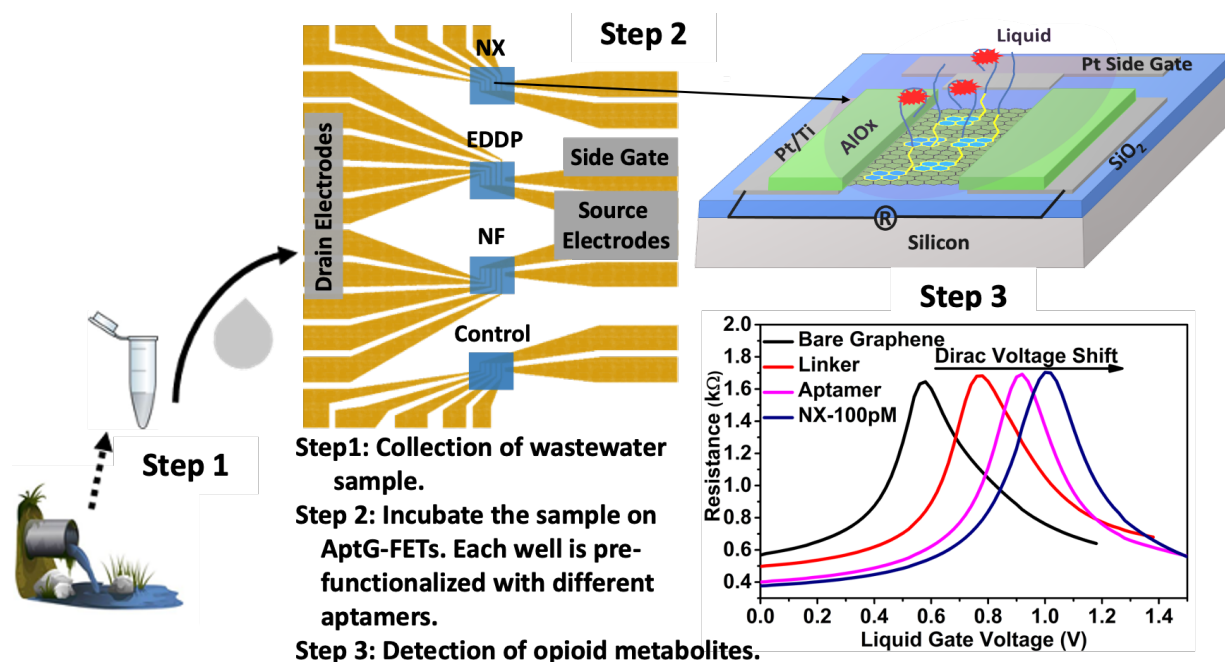 Step 1
Step 2
NX
EDDP
NF
Control
Drain Electrodes
Side Gate
Source
Electrodes
Liquid
Pt Side Gate
Pt/Ti
AlOx
SiO₂
R
Silicon
Step1: Collection of wastewater
sample.
Step 2: Incubate the sample on
AptG-FETs. Each well is pre-
functionalized with different
aptamers.
Step 3: Detection of opioid metabolites.
Step 3
Bare Graphene
Linker
Aptamer
NX-100pM
Dirac Voltage Shift
Resistance (kΩ)
2.0
1.8
1.6
1.4
1.2
1.0
0.8
0.6
0.4
0.0 0.2 0.4 0.6 0.8 1.0 1.2 1.4
Liquid Gate Voltage (V)